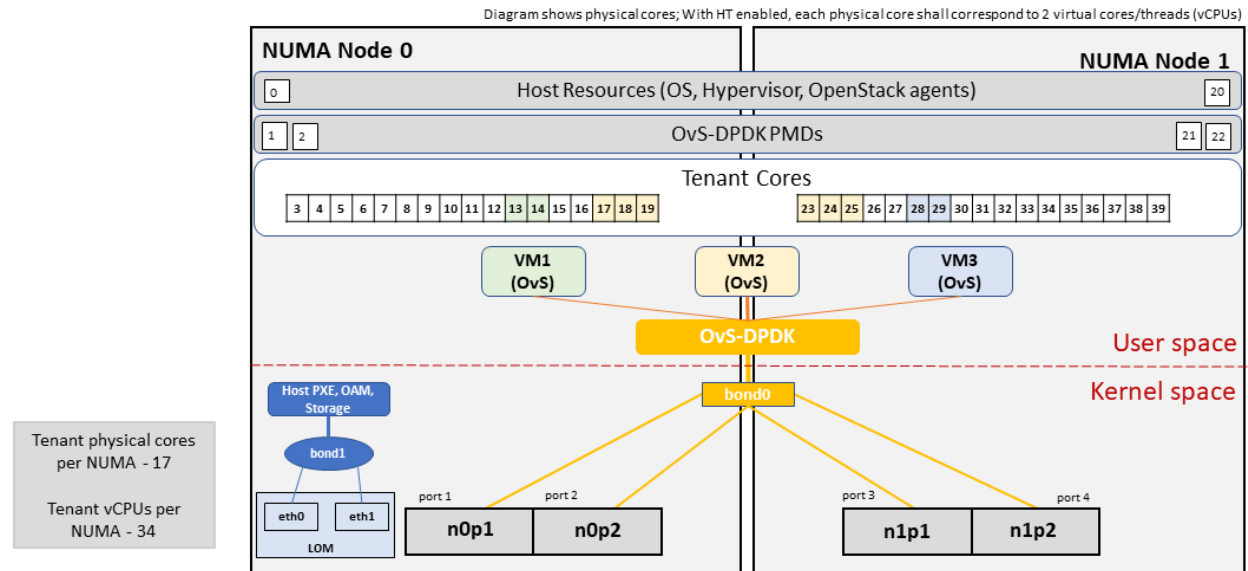 Diagram shows physical cores; With HT enabled, each physical core shall correspond to 2 virtual cores/threads (vCPUs)
NUMA Node 0
NUMA Node 1
0
Host Resources (OS, Hypervisor, OpenStack agents)
20
1
2
OvS-DPDK PMDs
21
22
Tenant Cores
3 4 5 6 7 8 9 10 11 12 13 14 15 16 17 18 19
23 24 25 26 27 28 29 30 31 32 33 34 35 36 37 38 39
VM1
(OvS)
VM2
(OvS)
VM3
(OvS)
OvS-DPDK
User space
Kernel space
Host PXE, OAM,
Storage
bond0
bond1
Tenant physical cores
per NUMA - 17
Tenant vCPUs per
NUMA - 34
eth0
eth1
LOM
port 1
port 2
n0p1
n0p2
port 3
port 4
n1p1
n1p2